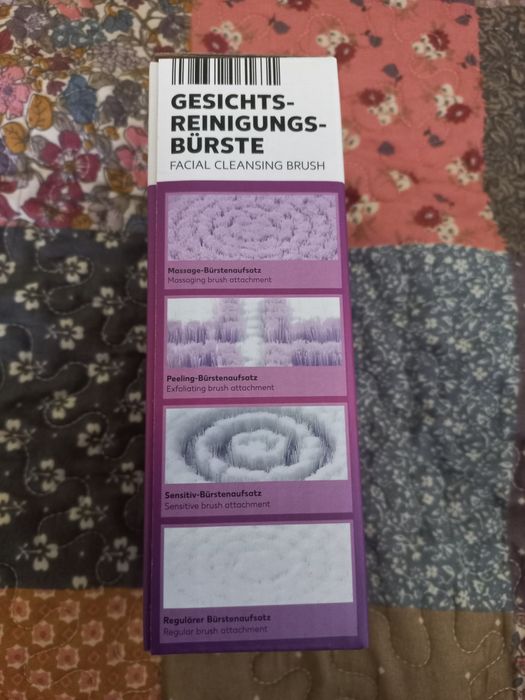 GESICHTS-
REINIGUNGS-
BÜRSTE
FACIAL CLEANSING BRUSH
Massage-Bürstenaufsatz
Massaging brush attachment
Peeling-Bürstenaufsatz
Exfoliating brush attachment
Sensitiv-Bürstenaufsatz
Sensitive brush attachment
Regulärer Bürstenaufsatz
Regular brush attachment